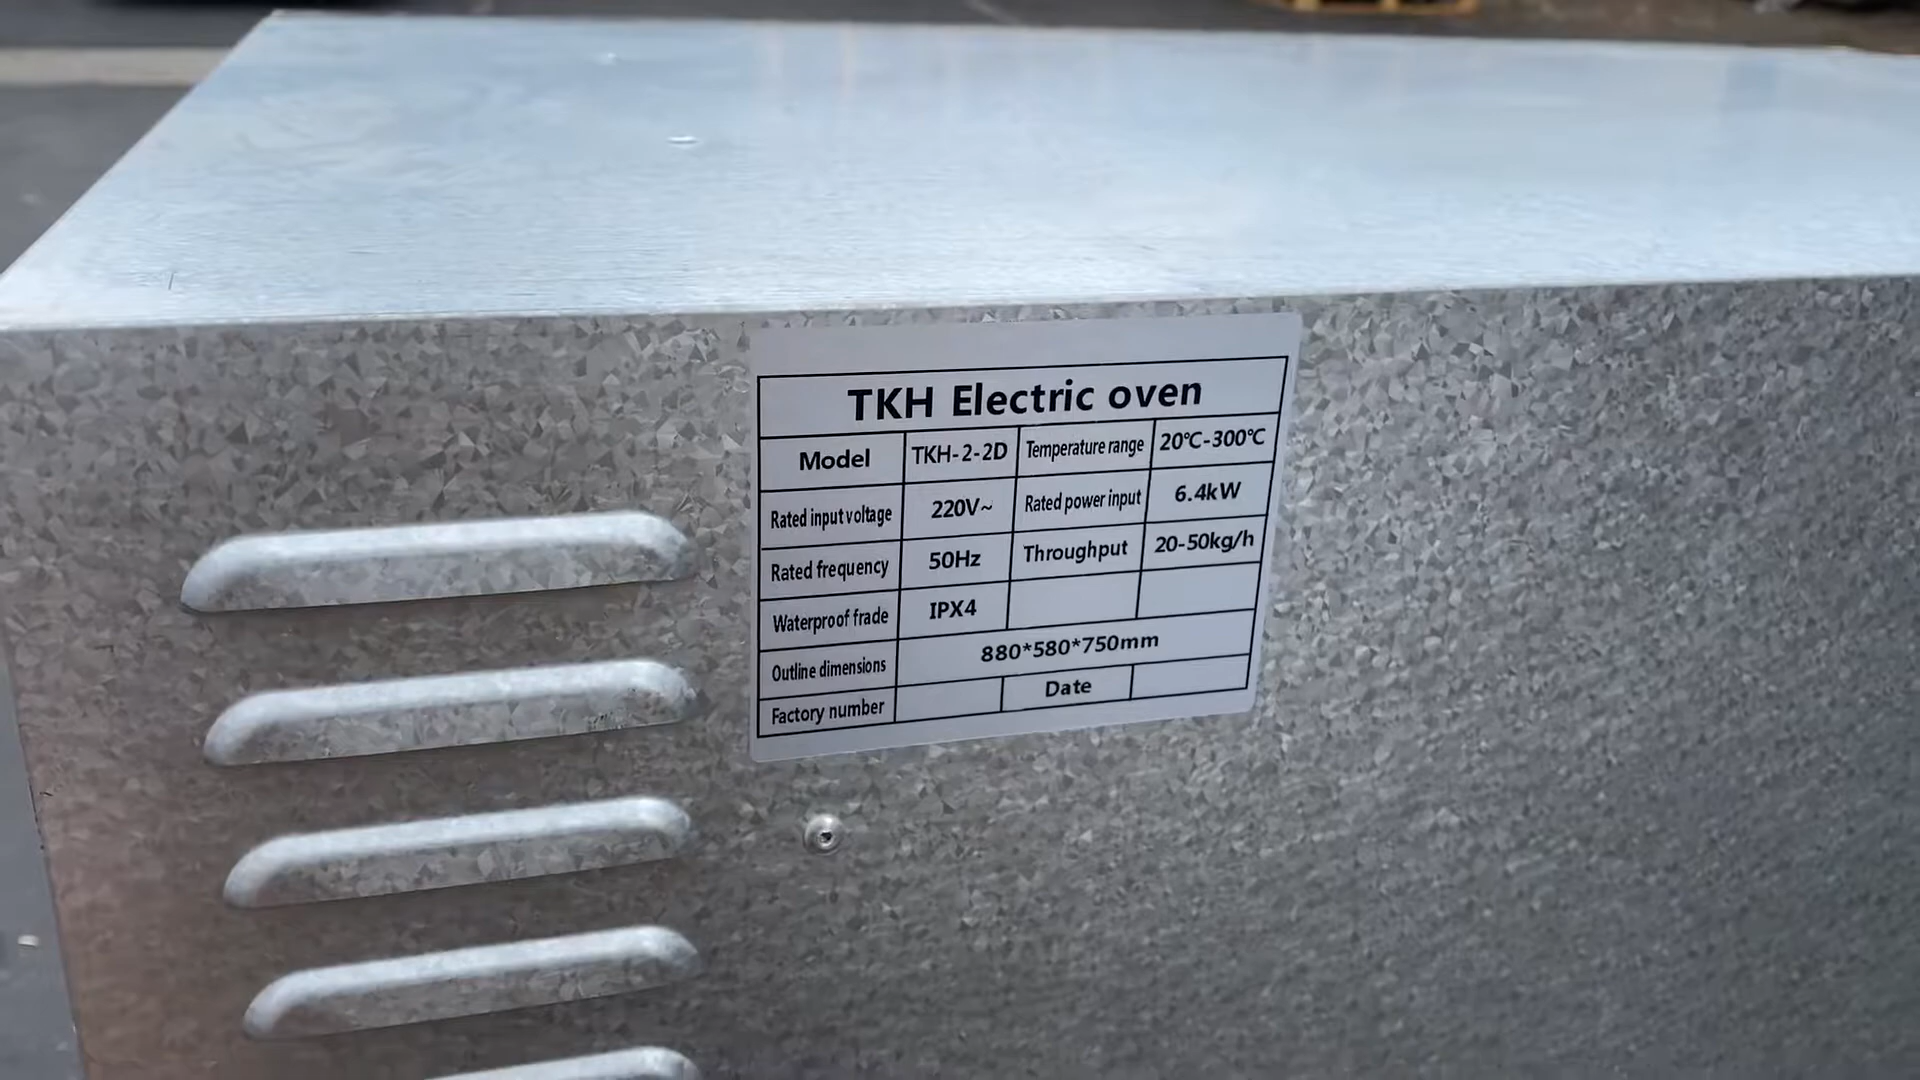 TKH Electric oven
Model TKH-2-2D Temperature range 20℃-300℃
Rated input voltage 220V~ Rated power input 6.4kW
Rated frequency 50Hz Throughput 20-50kg/h
Waterproof frade IPX4
Outline dimensions 880*580*750mm
Factory number Date